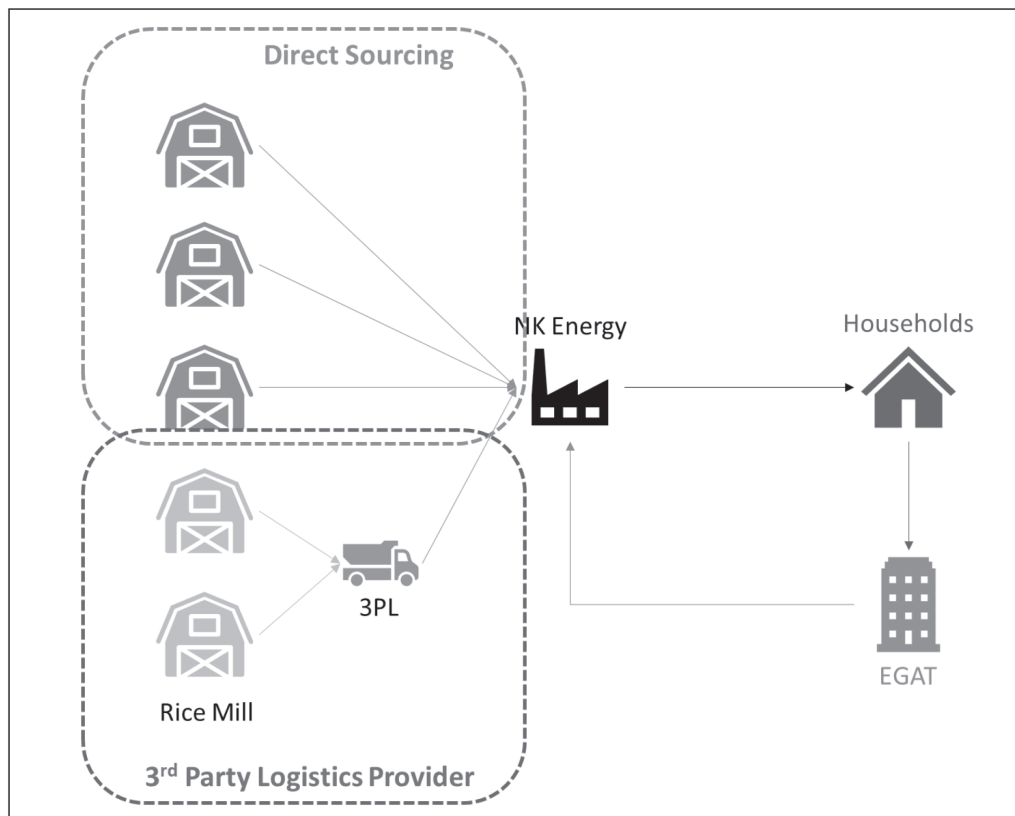 Direct Sourcing
NK Energy
Households
3PL
EGAT
Rice Mill
3rd Party Logistics Provider